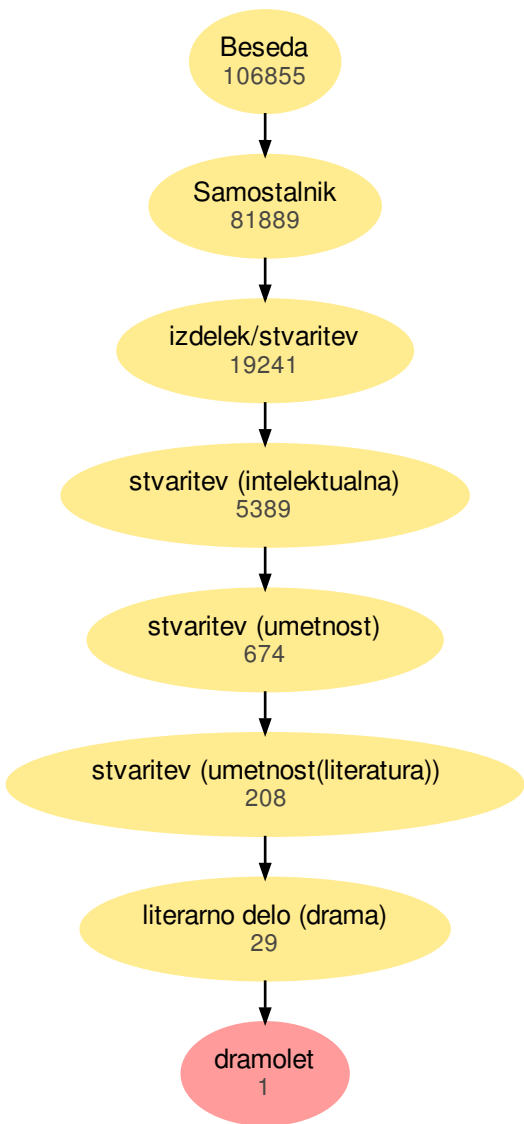 Beseda
106855
Samostalnik
81889
izdelek/stvaritev
19241
stvaritev (intelektualna)
5389
stvaritev (umetnost)
674
stvaritev (umetnost(literatura))
208
literarno delo (drama)
29
dramolet
1